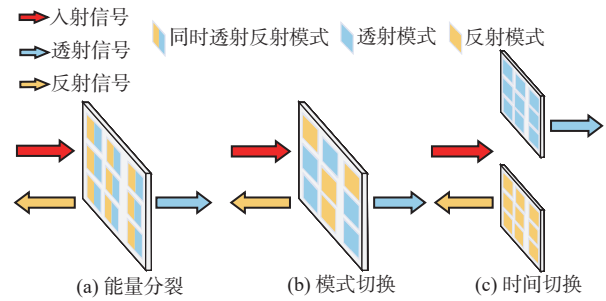 入射信号
透射信号
反射信号
同时透射反射模式 透射模式 反射模式
(a) 能量分裂 (b) 模式切换 (c) 时间切换